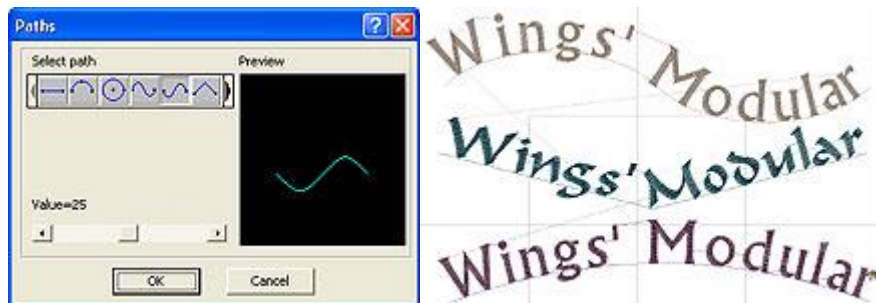 Paths
Select path
Preview
Value=25
OK
Cancel
Wings' Modular
Wings' Modular
Wings' Modular